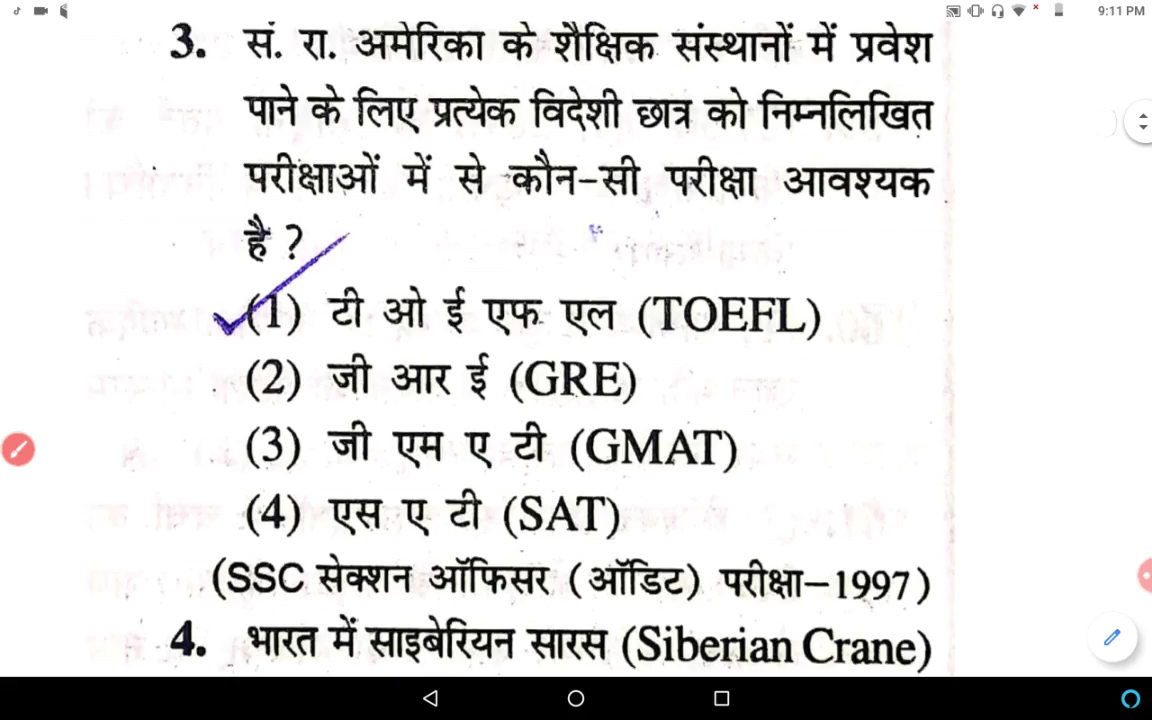 9:11 PM
3. सं. रा. अमेरिका के शैक्षिक संस्थानों में प्रवेश
पाने के लिए प्रत्येक विदेशी छात्र को निम्नलिखित
परीक्षाओं में से कौन-सी परीक्षा आवश्यक
है ?
(1) टी ओ ई एफ एल (TOEFL)
(2) जी आर ई (GRE)
(3) जी एम ए टी (GMAT)
(4) एस ए टी (SAT)
(SSC सेक्शन ऑफिसर (ऑडिट) परीक्षा–1997)
4. भारत में साइबेरियन सारस (Siberian Crane)